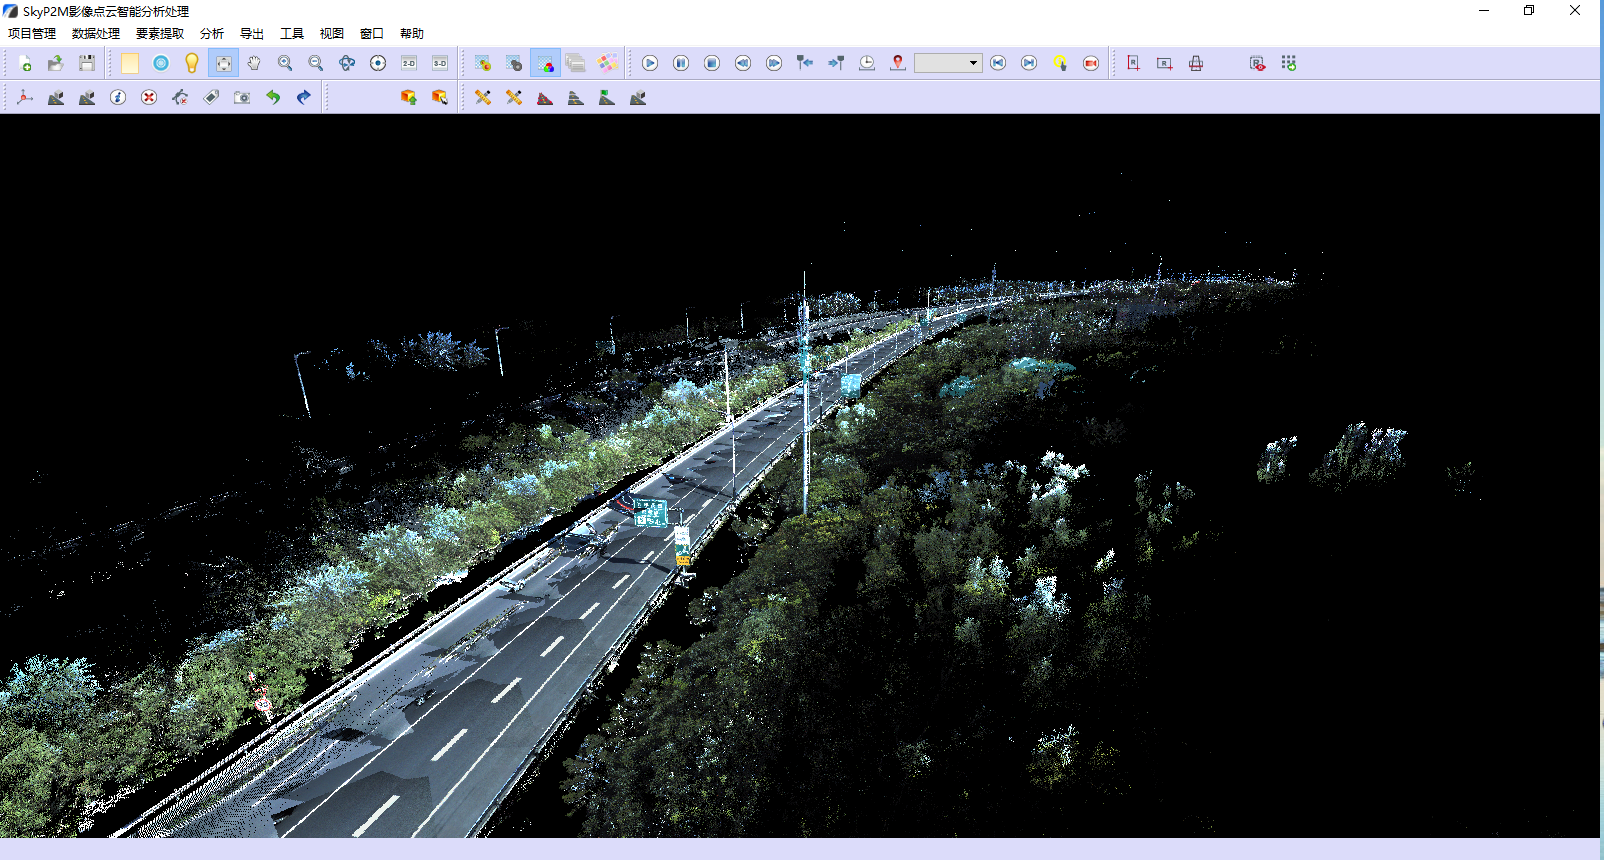 SkyP2M影像点云智能分析处理
项目管理 数据处理 要素提取 分析 导出 工具 视图 窗口 帮助
2-D 3-D
R R R